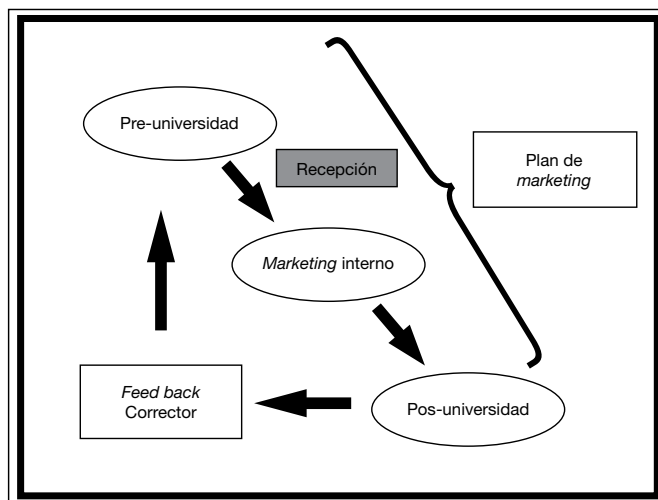 Pre-universidad
Recepción
Plan de
marketing
Marketing interno
Feed back
Corrector
Pos-universidad